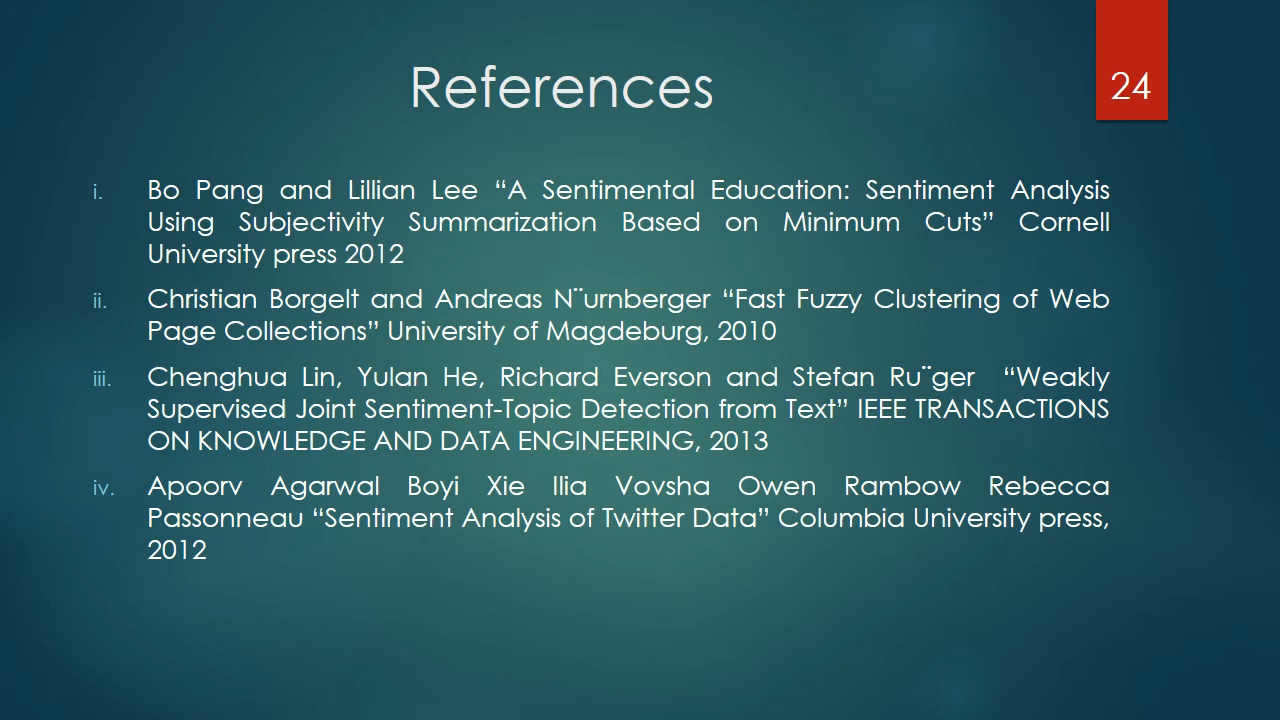 References
24
i. Bo Pang and Lillian Lee “A Sentimental Education: Sentiment Analysis
Using Subjectivity Summarization Based on Minimum Cuts” Cornell
University press 2012
ii. Christian Borgelt and Andreas N¨urnberger “Fast Fuzzy Clustering of Web
Page Collections” University of Magdeburg, 2010
iii. Chenghua Lin, Yulan He, Richard Everson and Stefan Ru¨ger “Weakly
Supervised Joint Sentiment-Topic Detection from Text” IEEE TRANSACTIONS
ON KNOWLEDGE AND DATA ENGINEERING, 2013
iv. Apoorv Agarwal Boyi Xie Ilia Vovsha Owen Rambow Rebecca
Passonneau “Sentiment Analysis of Twitter Data” Columbia University press,
2012